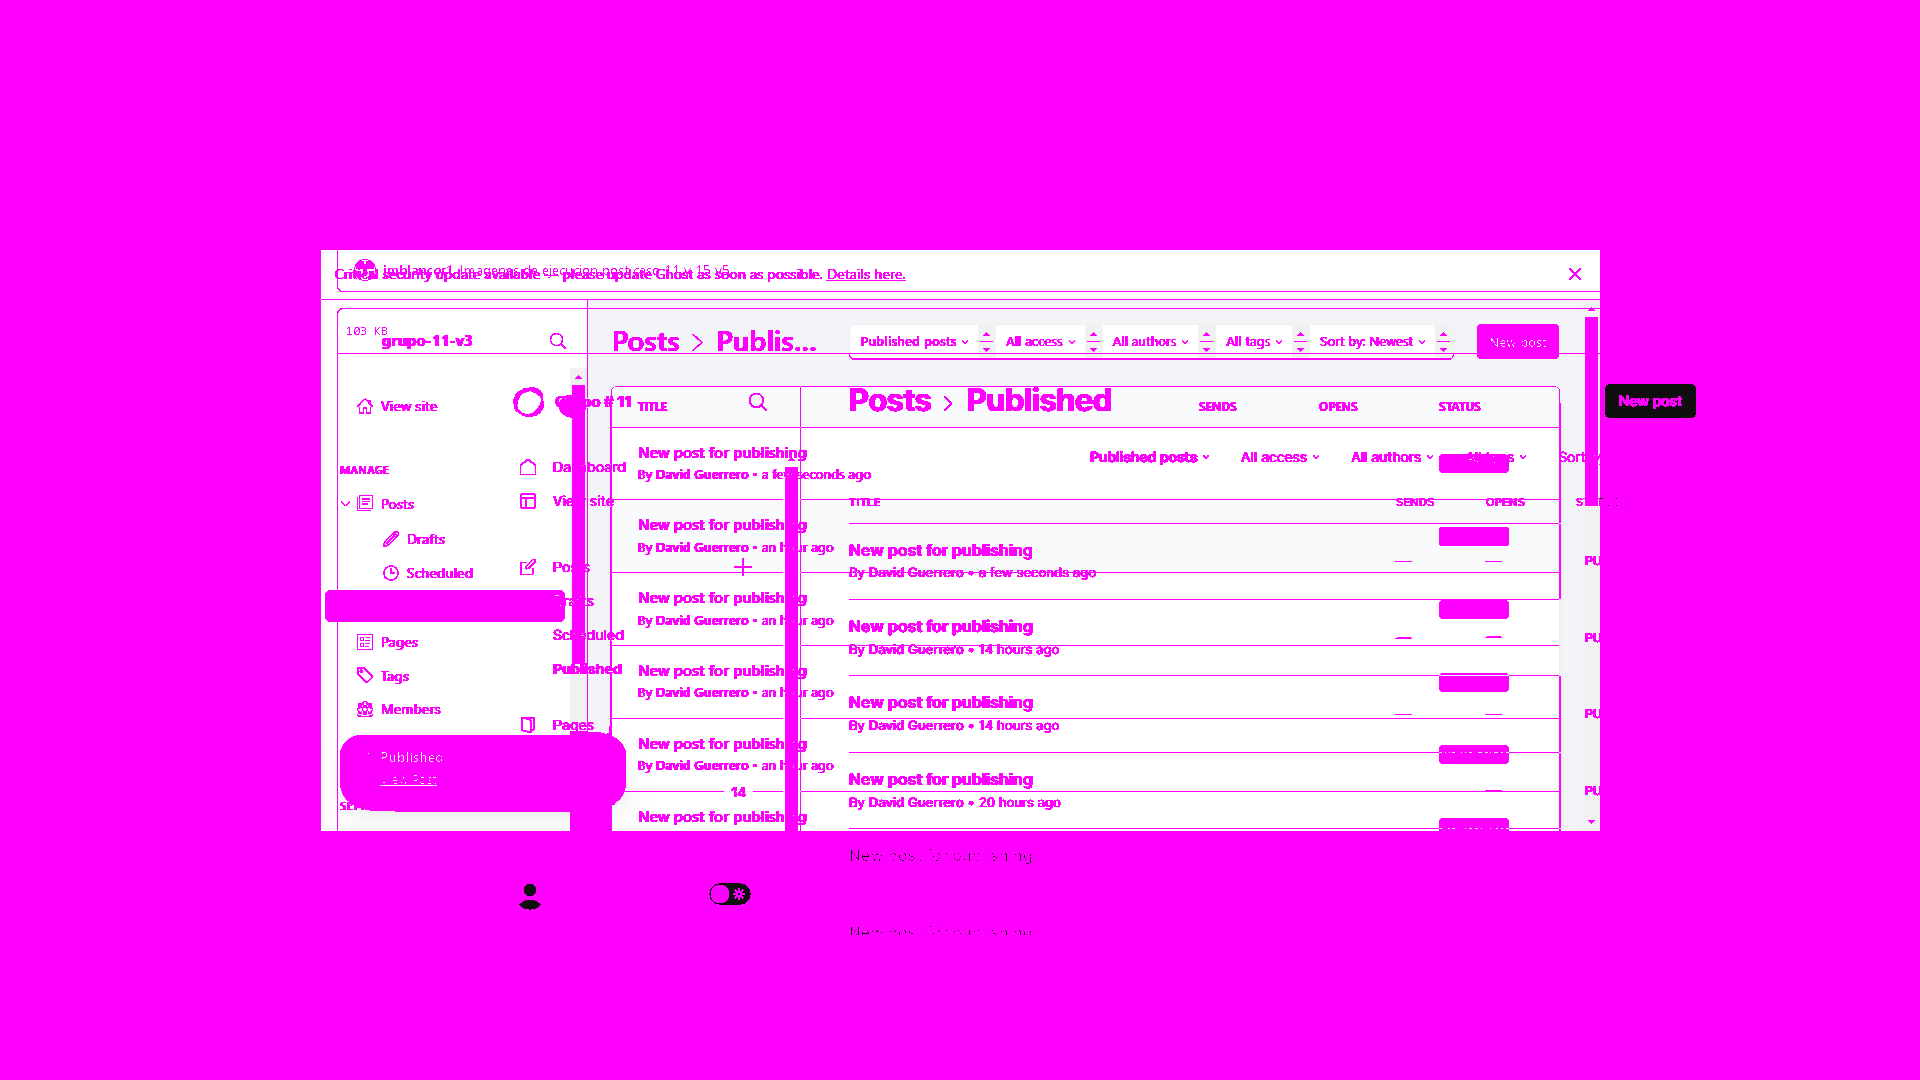 imblancor1 Imagenes de ejecucion post caso 11 v 15 v5
Critical security update available — please update Ghost as soon as possible. Details here.
103 KB
grupo-11-v3
Posts > Publis...
Published posts
All access
All authors
All tags
Sort by: Newest
New post
View site
Grupo # 11
TITLE
Posts > Published
SENDS
OPENS
STATUS
New post
MANAGE
Dashboard
New post for publishing
By David Guerrero • a few seconds ago
Published posts
All access
All authors
All tags
Posts
View site
TITLE
SENDS
OPENS
New post for publishing
By David Guerrero • an hour ago
Drafts
New post for publishing
By David Guerrero • a few seconds ago
Scheduled
Posts
Drafts
New post for publishing
By David Guerrero • an hour ago
New post for publishing
By David Guerrero • 14 hours ago
Pages
Scheduled
Tags
Published
New post for publishing
By David Guerrero • an hour ago
New post for publishing
By David Guerrero • 14 hours ago
Members
Pages
Published
View Post
New post for publishing
By David Guerrero • an hour ago
New post for publishing
By David Guerrero • 20 hours ago
14
New post for publishing
New post for publishing
New post for publishing